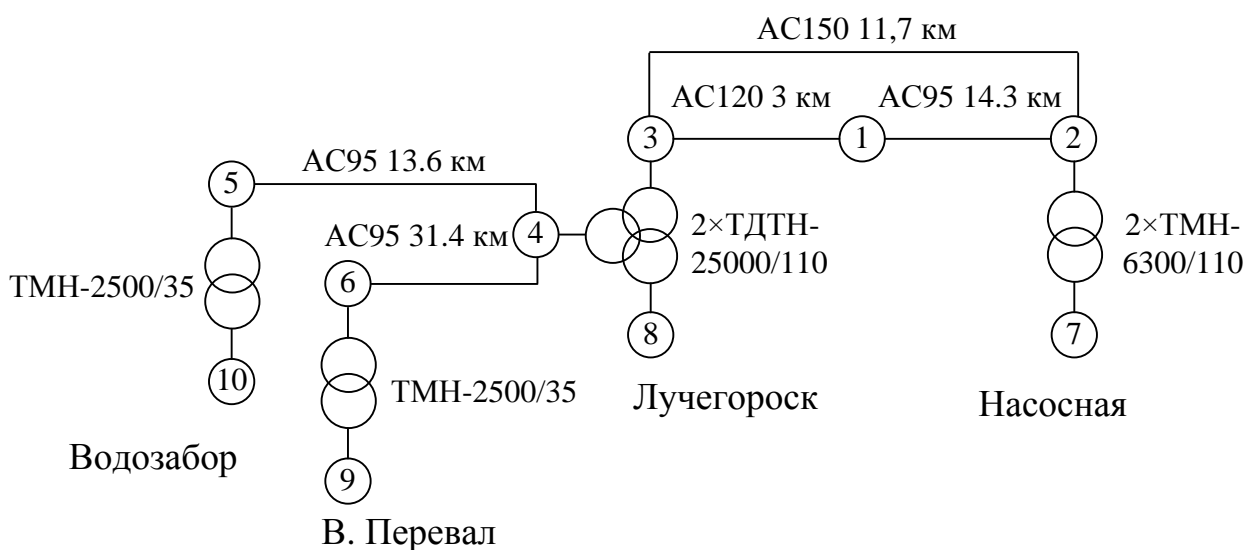 АС150 11,7 км
АС120 3 км
АС95 14.3 км
3
1
2
АС95 13.6 км
5
4
АС95 31.4 км
6
2×ТДТН-
25000/110
2×ТМН-
6300/110
ТМН-2500/35
8
7
10
ТМН-2500/35
Лучегороск
Насосная
Водозабор
9
В. Перевал